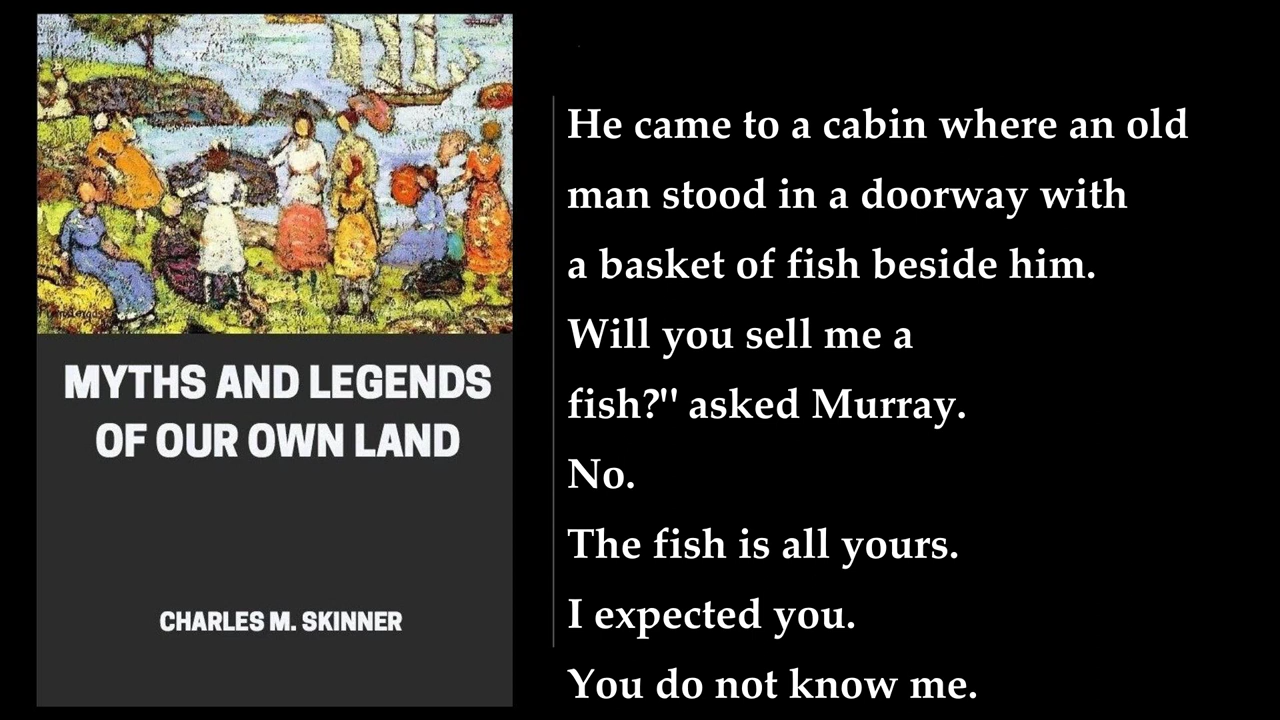 MYTHS AND LEGENDS
OF OUR OWN LAND
CHARLES M. SKINNER
He came to a cabin where an old
man stood in a doorway with
a basket of fish beside him.
Will you sell me a
fish?" asked Murray.
No.
The fish is all yours.
I expected you.
You do not know me.